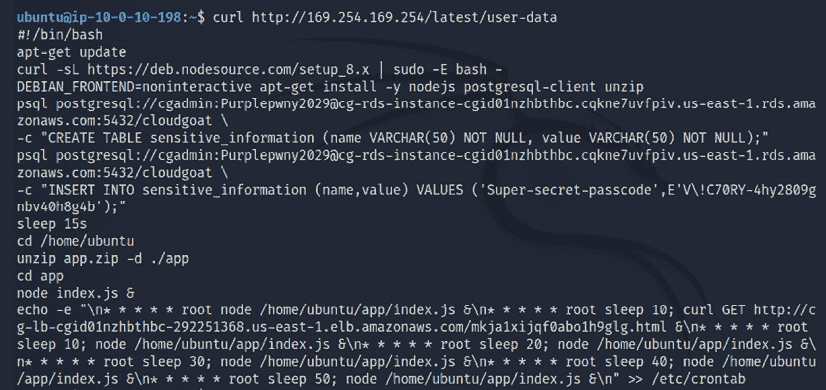 ubuntu@ip-10-0-10-198:~$ curl http://169.254.169.254/latest/user-data
#!/bin/bash
apt-get update
curl -sL https://deb.nodesource.com/setup_8.x | sudo -E bash -
DEBIAN_FRONTEND=noninteractive apt-get install -y nodejs postgresql-client unzip
psql postgresql://cgadmin:Purplepwny2029@cg-rds-instance-cgid01nzhbthbc.cqkne7uvfpiv.us-east-1.rds.ama
zonaws.com:5432/cloudgoat \
-c "CREATE TABLE sensitive_information (name VARCHAR(50) NOT NULL, value VARCHAR(50) NOT NULL);"
psql postgresql://cgadmin:Purplepwny2029@cg-rds-instance-cgid01nzhbthbc.cqkne7uvfpiv.us-east-1.rds.ama
zonaws.com:5432/cloudgoat \
-c "INSERT INTO sensitive_information (name,value) VALUES ('Super-secret-passcode',E'V\!C70RY-4hy2809g
nbv40h8g4b');"
sleep 15s
cd /home/ubuntu
unzip app.zip -d ./app
cd app
node index.js &
echo -e "\n* * * * * root node /home/ubuntu/app/index.js &\n* * * * * root sleep 10; curl GET http://c
g-lb-cgid01nzhbthbc-292251368.us-east-1.elb.amazonaws.com/mkja1xijqf0abo1h9glg.html &\n* * * * * root
sleep 10; node /home/ubuntu/app/index.js &\n* * * * * root sleep 20; node /home/ubuntu/app/index.js &\
n* * * * * root sleep 30; node /home/ubuntu/app/index.js &\n* * * * * root sleep 40; node /home/ubuntu
/app/index.js &\n* * * * * root sleep 50; node /home/ubuntu/app/index.js &\n" >> /etc/crontab